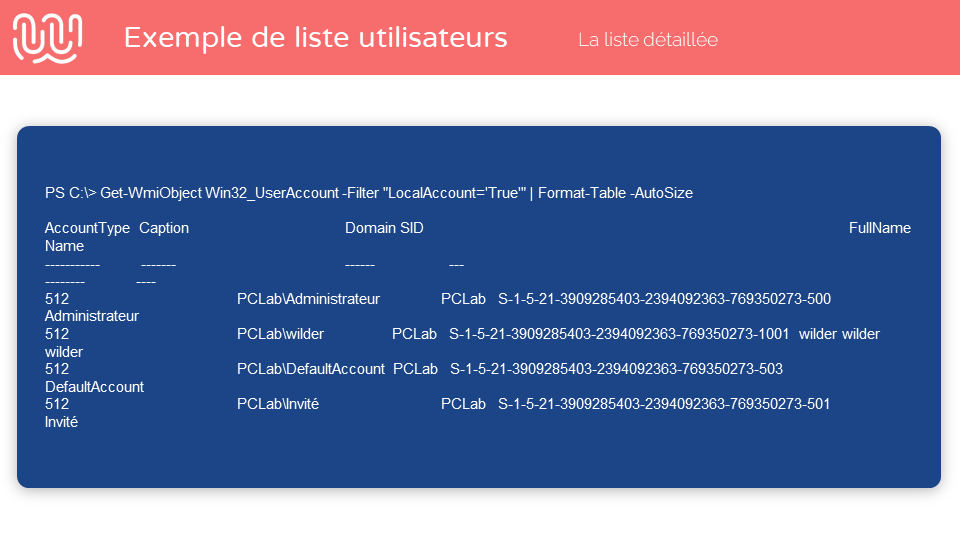 Exemple de liste utilisateurs
La liste détaillée
PS C:\> Get-WmiObject Win32_UserAccount -Filter "LocalAccount='True'" | Format-Table -AutoSize
AccountType Caption Domain SID FullName
Name
----------- ------- ------ ---
-------- ----
512 PCLab\Administrateur PCLab S-1-5-21-3909285403-2394092363-769350273-500
Administrateur
512 PCLab\wilder PCLab S-1-5-21-3909285403-2394092363-769350273-1001 wilder wilder
wilder
512 PCLab\DefaultAccount PCLab S-1-5-21-3909285403-2394092363-769350273-503
DefaultAccount
512 PCLab\Invité PCLab S-1-5-21-3909285403-2394092363-769350273-501
Invité